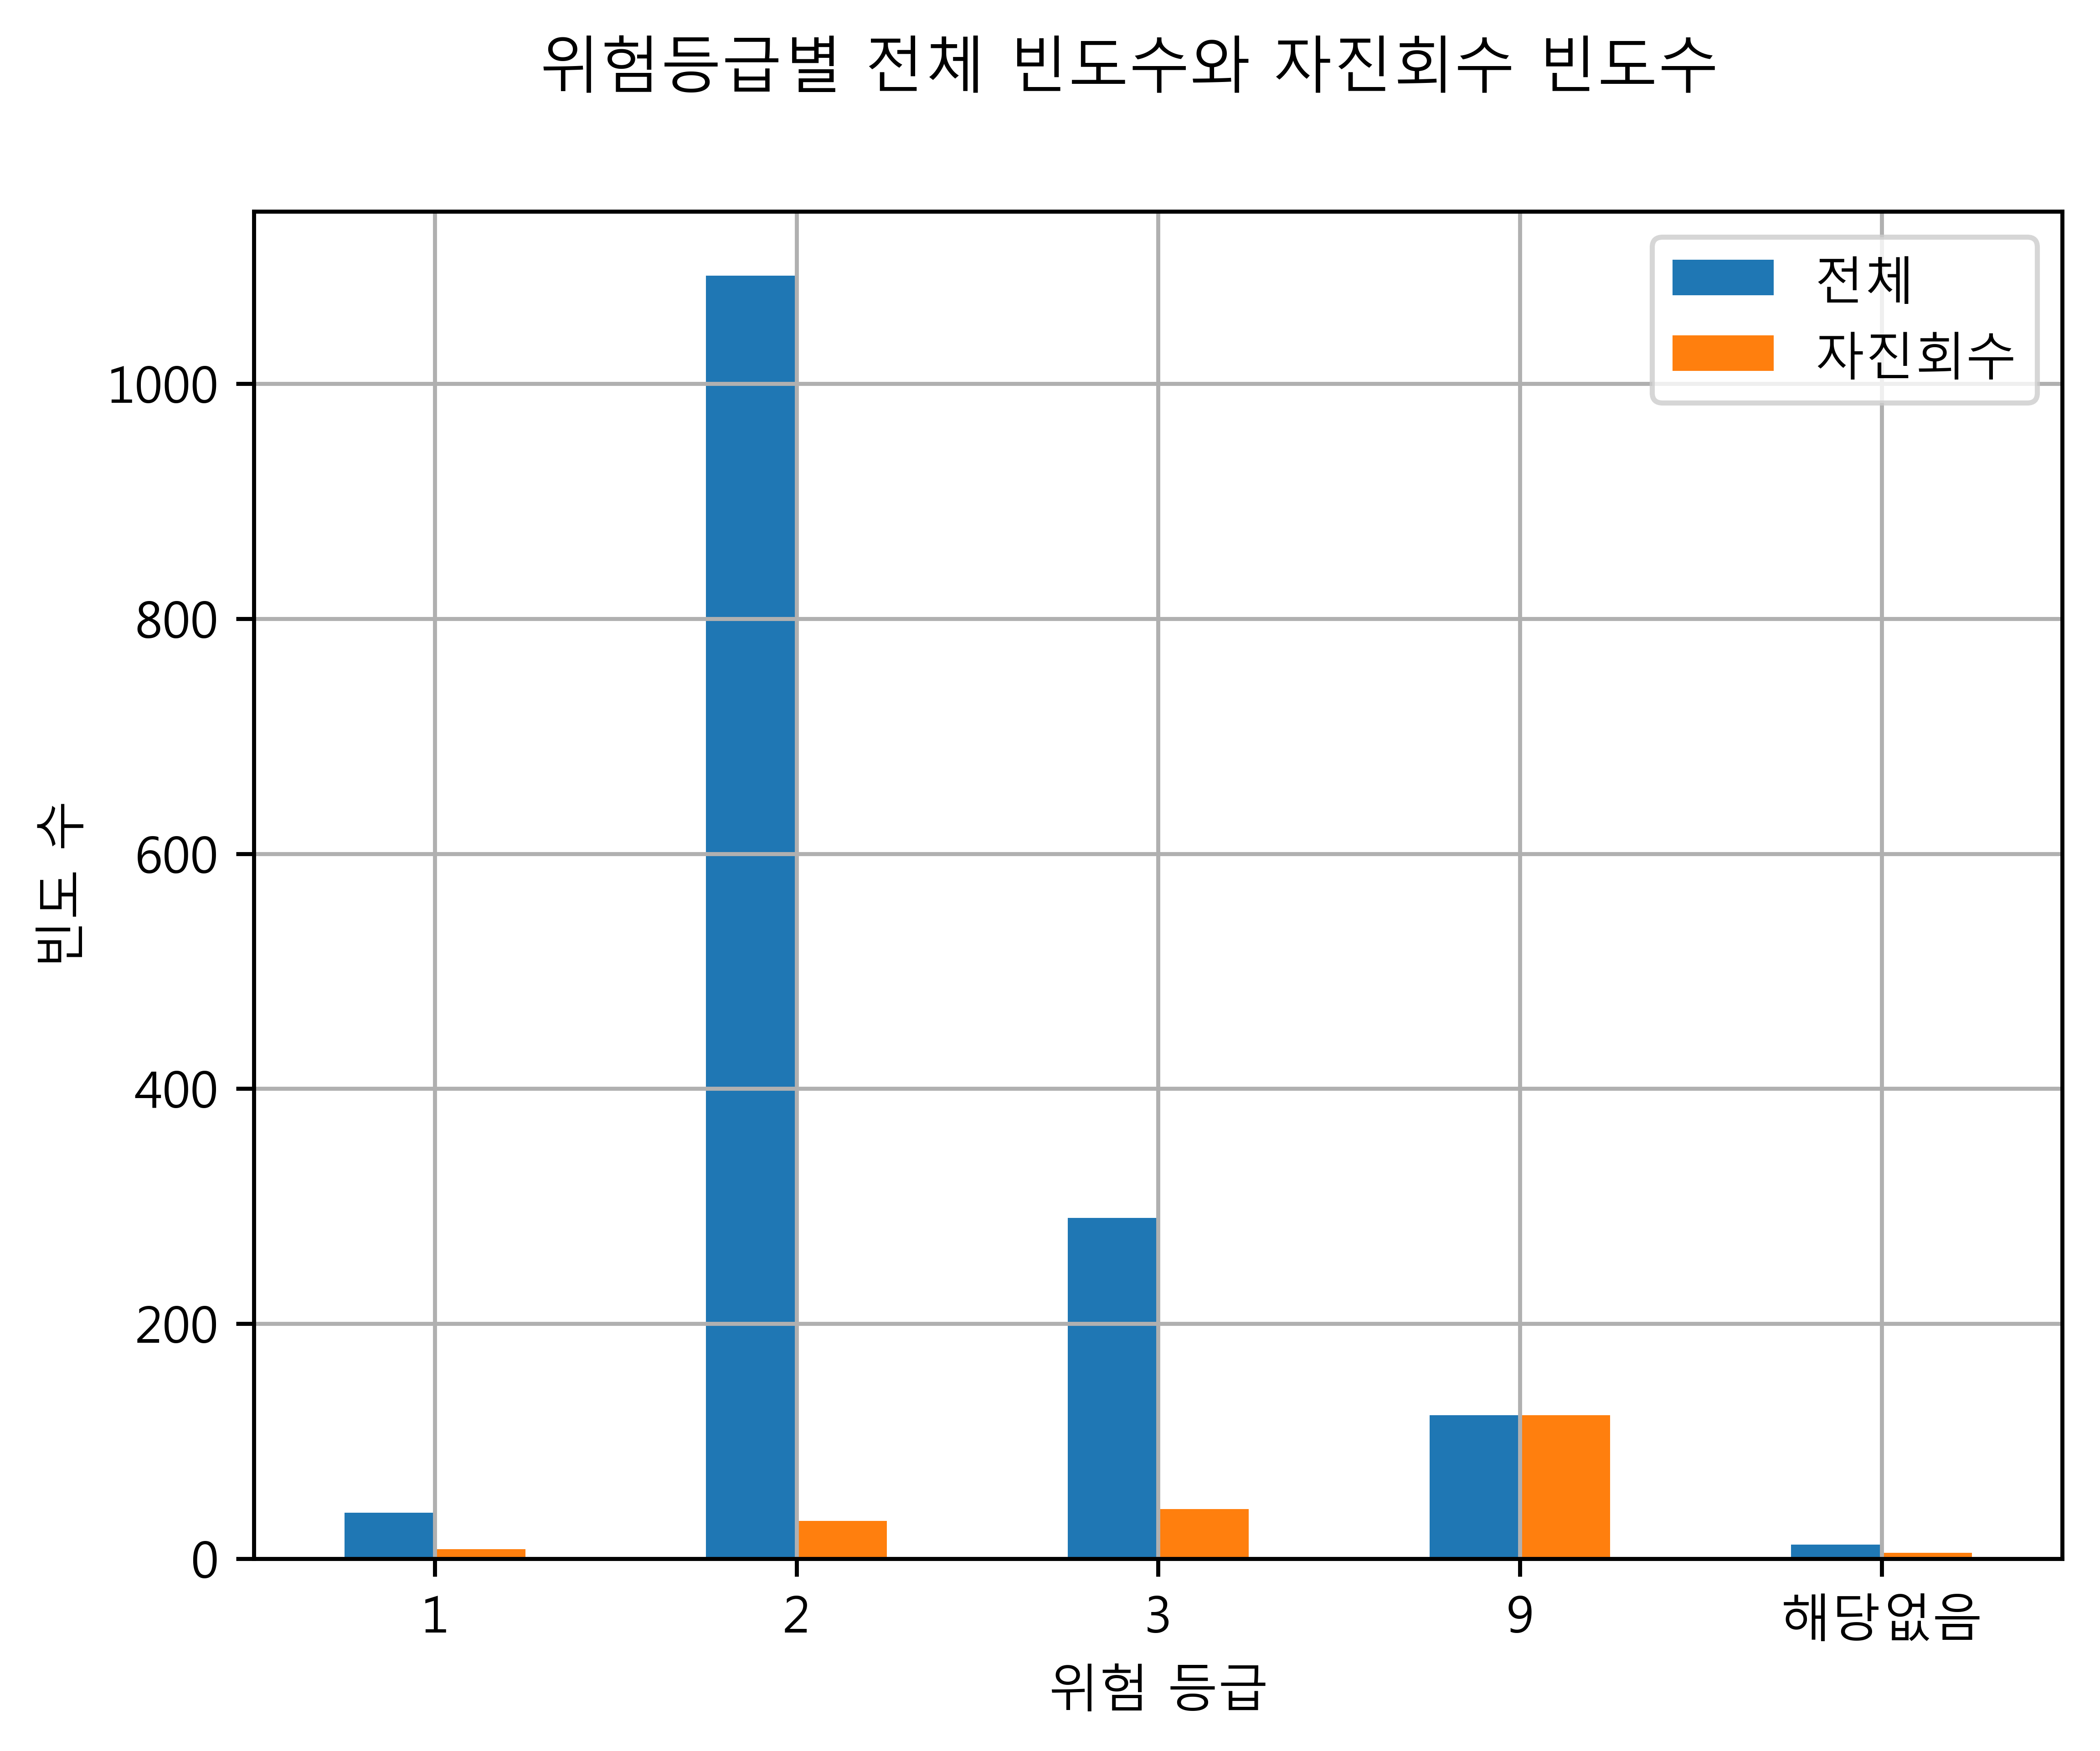 위험등급별 전체 빈도수와 자진회수 빈도수
전체
자진회수
1000
800
600
400
200
0
빈도 수
1 2 3 9 해당없음
위험 등급